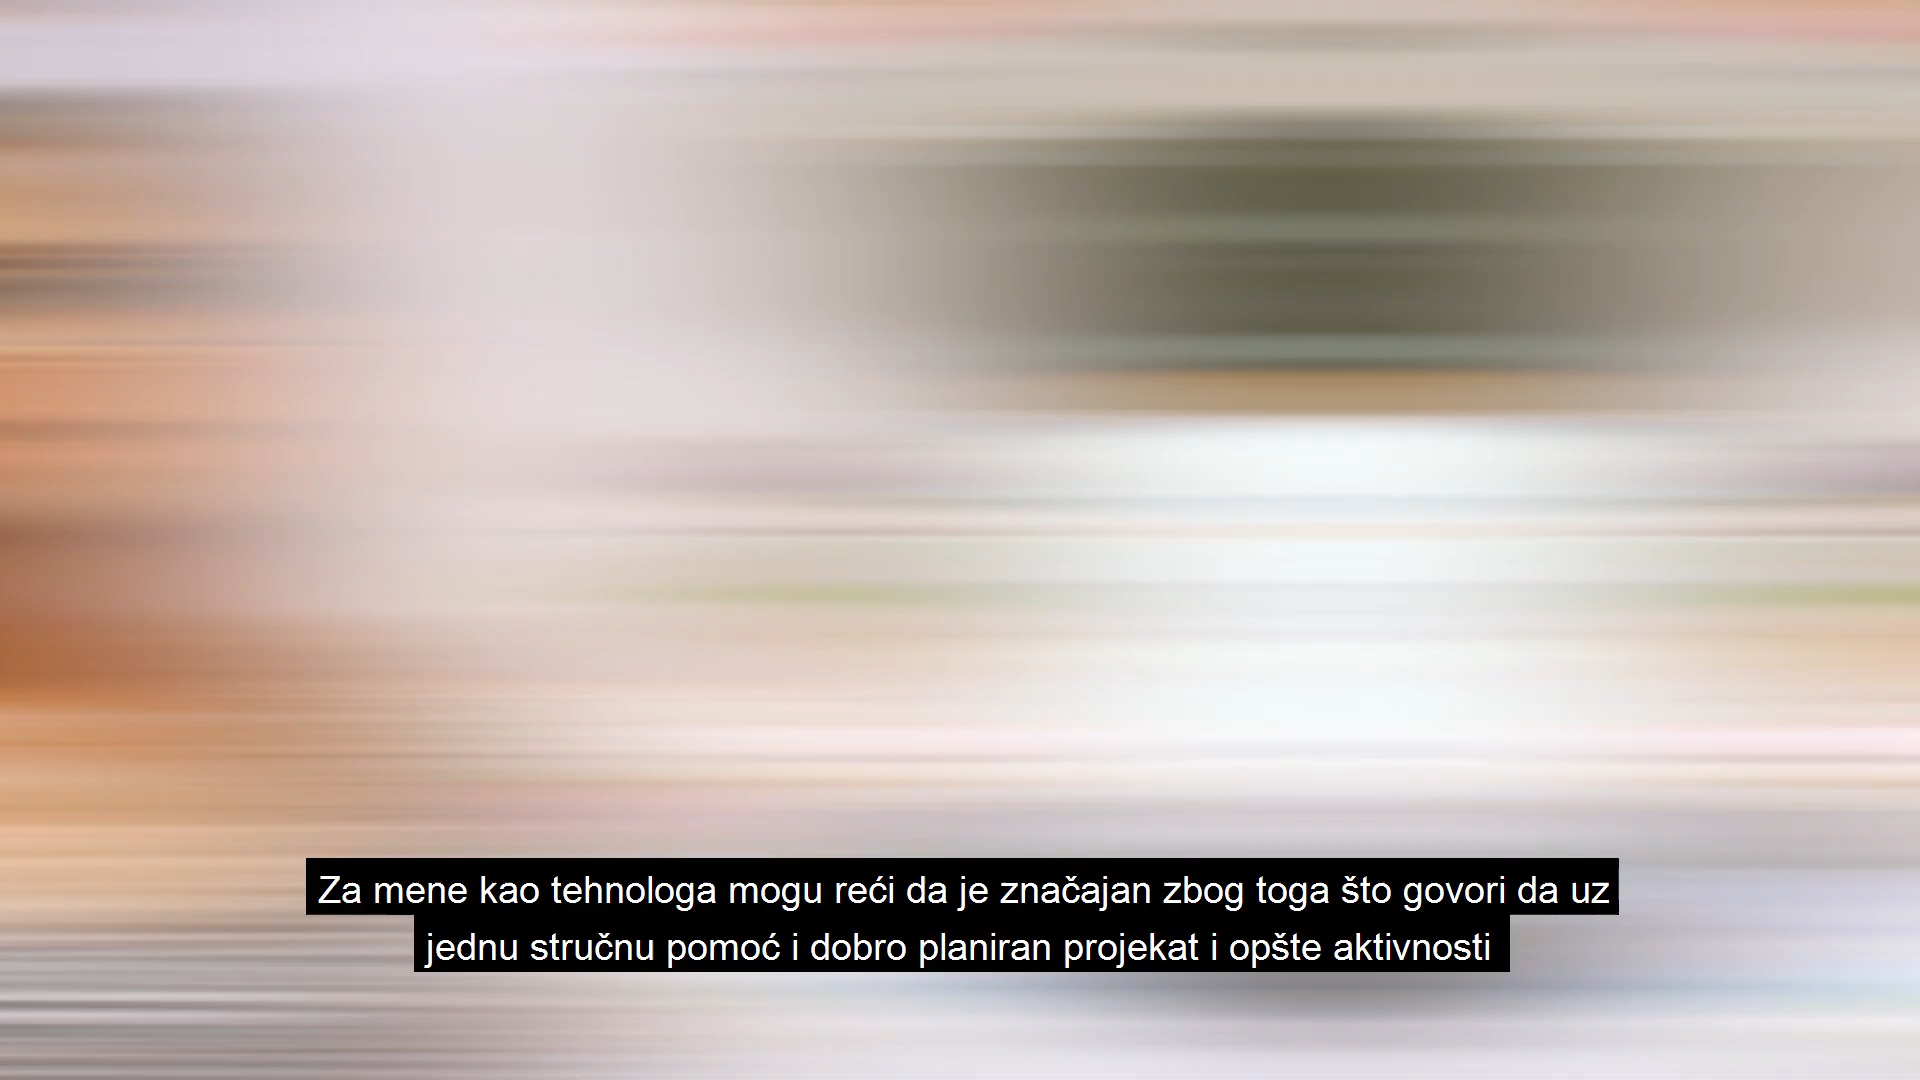 Za mene kao tehnologa mogu reći da je značajan zbog toga što govori da uz
jednu stručnu pomoć i dobro planiran projekat i opšte aktivnosti